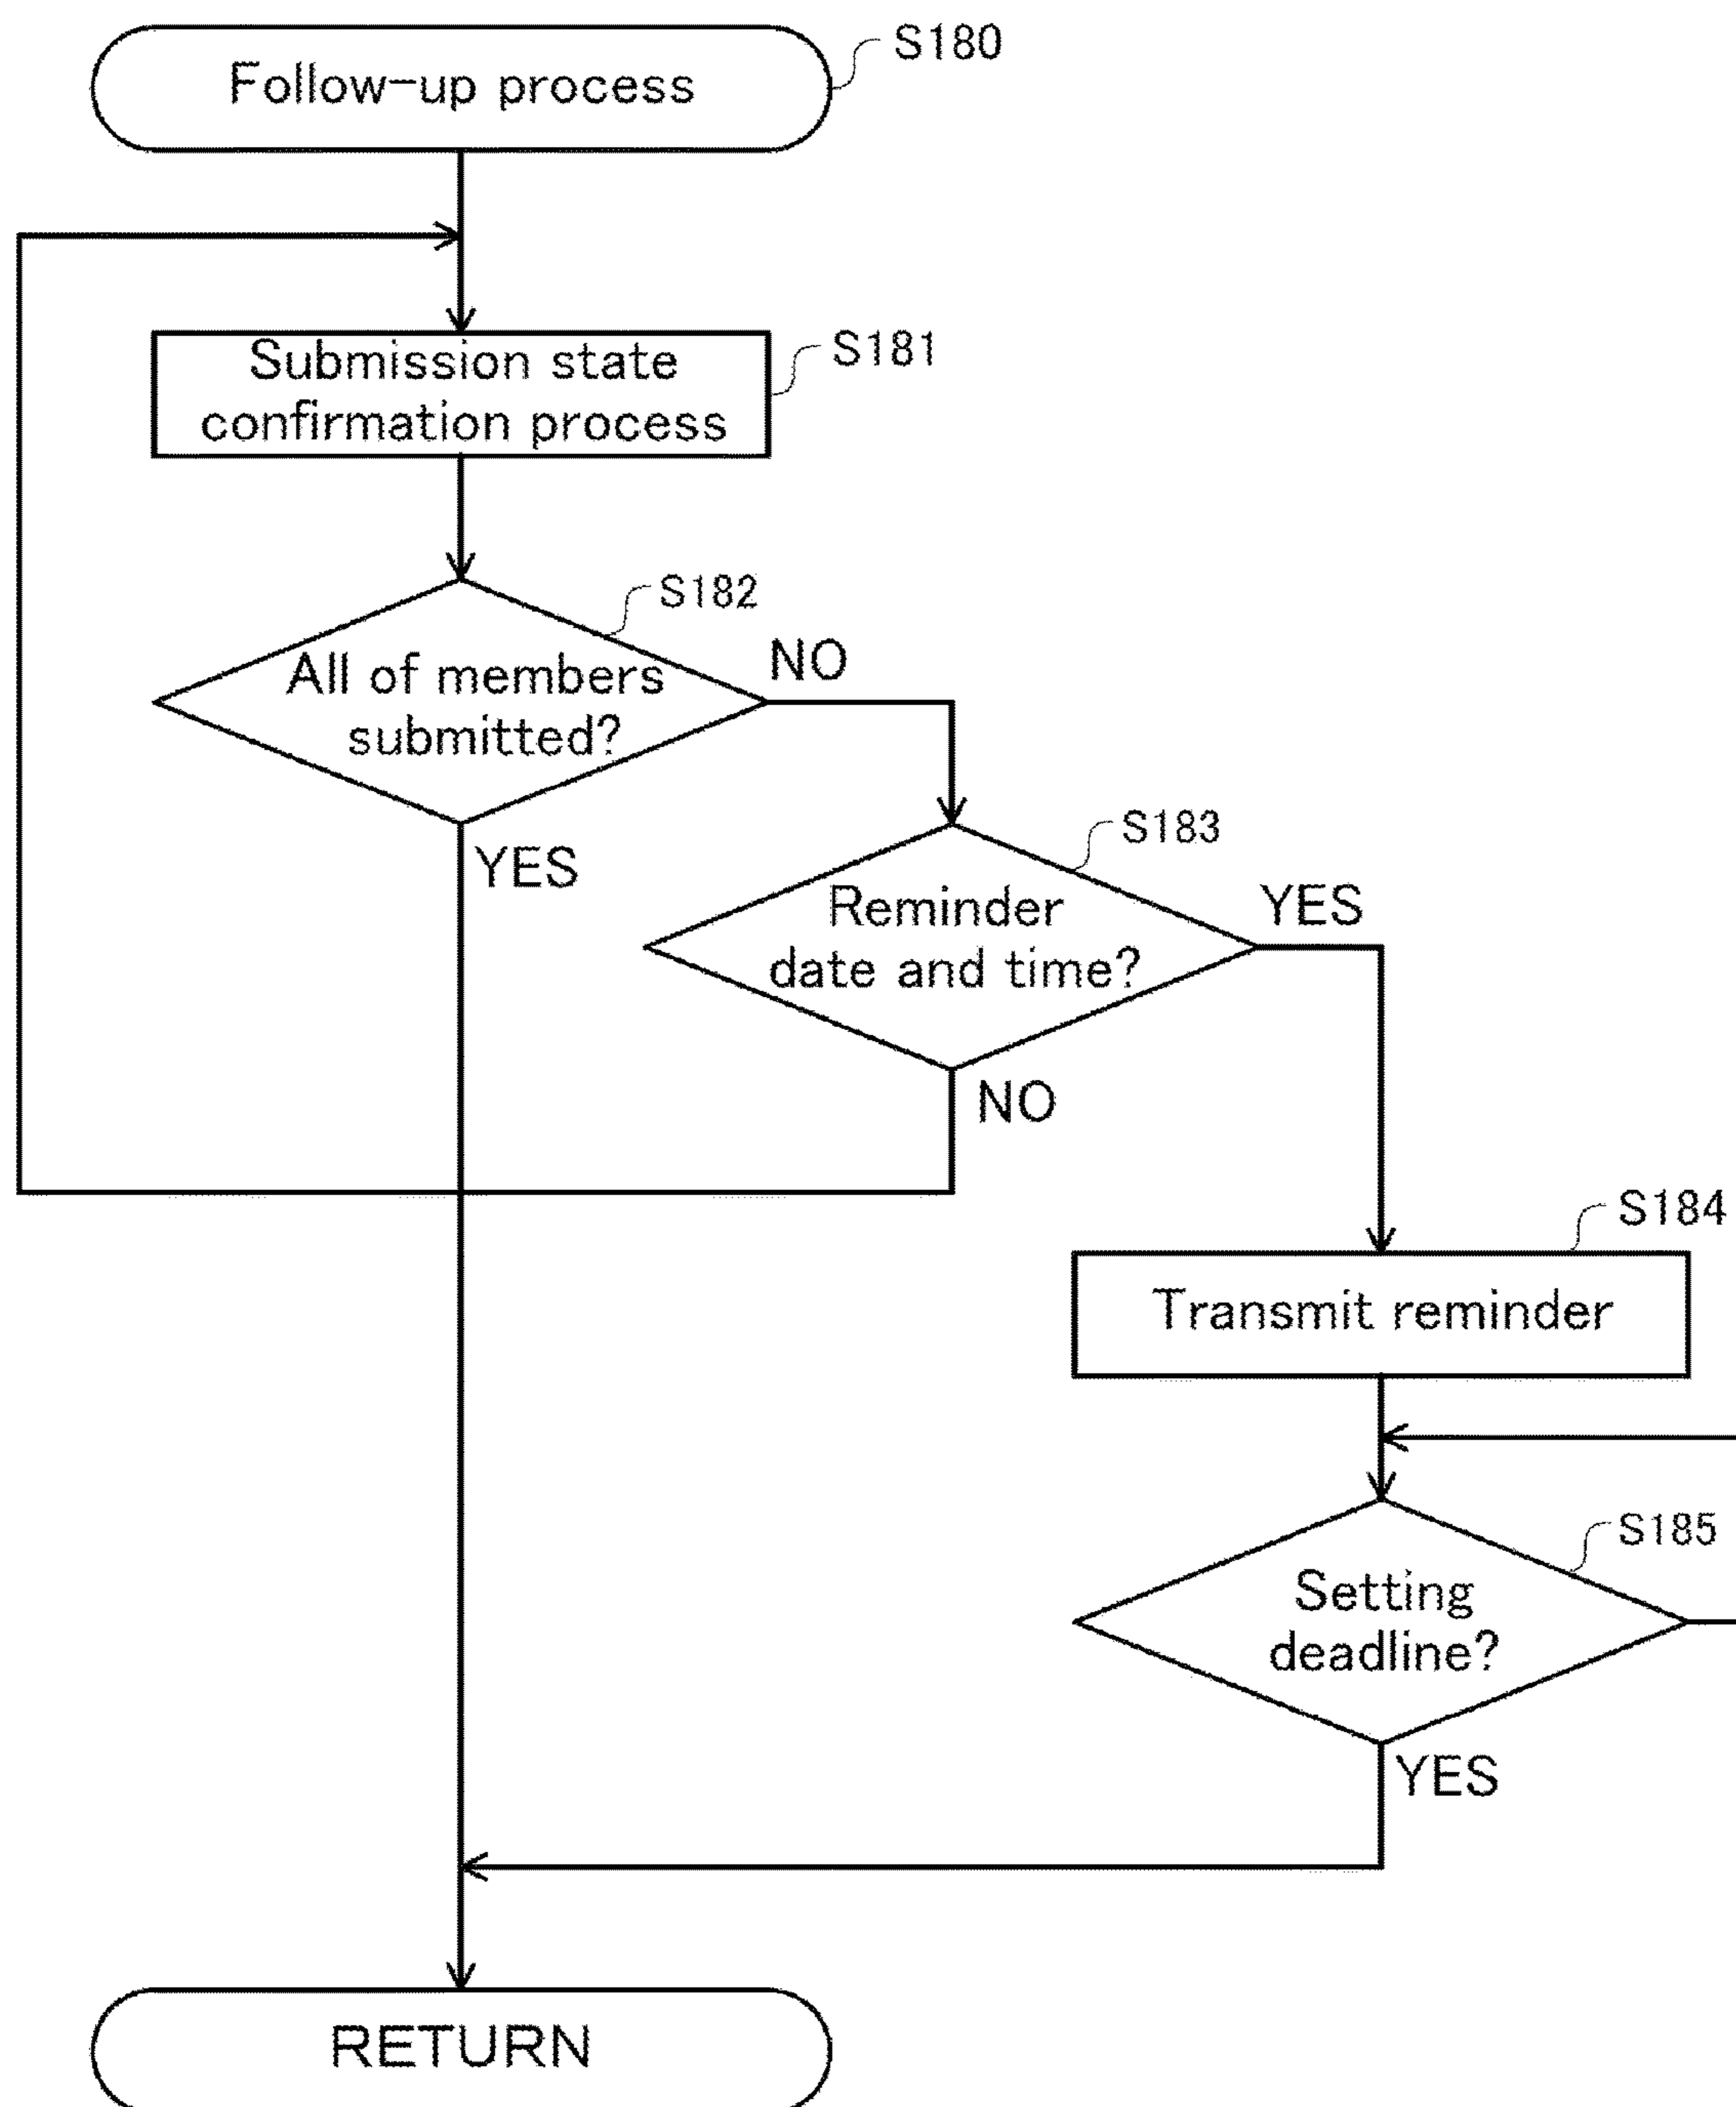 Follow-up process
S180
Submission state
confirmation process
S181
S182
All of members
submitted?
NO
YES
S183
Reminder
date and time?
YES
NO
S184
Transmit reminder
S185
Setting
deadline?
YES
RETURN